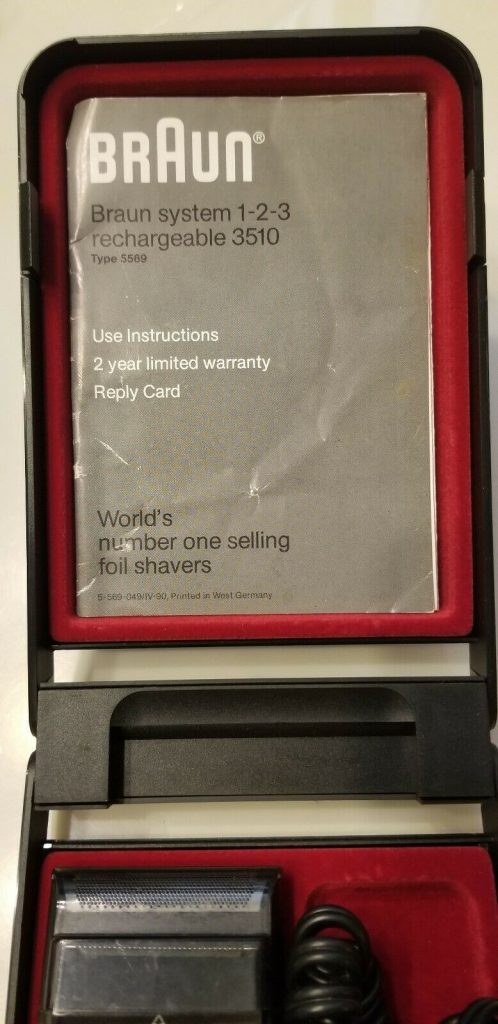 BRAUN®
Braun system 1-2-3
rechargeable 3510
Type 5569
Use Instructions
2 year limited warranty
Reply Card
World's
number one selling
foil shavers
5-569-049/IV-90, Printed in West Germany